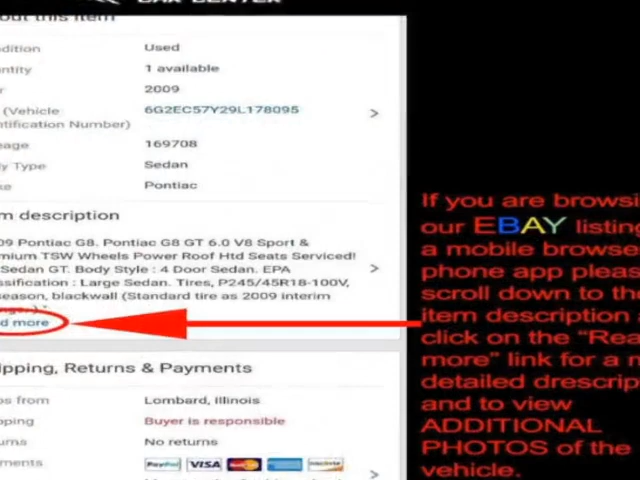 CAR CENTER
out this item
dition Used
ntity 1 available
2009
(Vehicle 6G2EC57Y29L178095
ntification Number)
eage 169708
y Type Sedan
Pontiac
m description
09 Pontiac G8. Pontiac G8 GT 6.0 V8 Sport &
mium TSW Wheels Power Roof Htd Seats Serviced!
Sedan GT. Body Style : 4 Door Sedan. EPA
ssification : Large Sedan. Tires, P245/45R18-100V,
season, blackwall (Standard tire as 2009 interim
d more
ipping, Returns & Payments
s from Lombard, Illinois
ping Buyer is responsible
urns No returns
ments PayPal VISA
If you are browsi
our EBAY listing
a mobile browse
phone app pleas
scroll down to th
item description a
click on the "Rea
more" link for a m
detailed drescrip
and to view
ADDITIONAL
PHOTOS of the
vehicle.